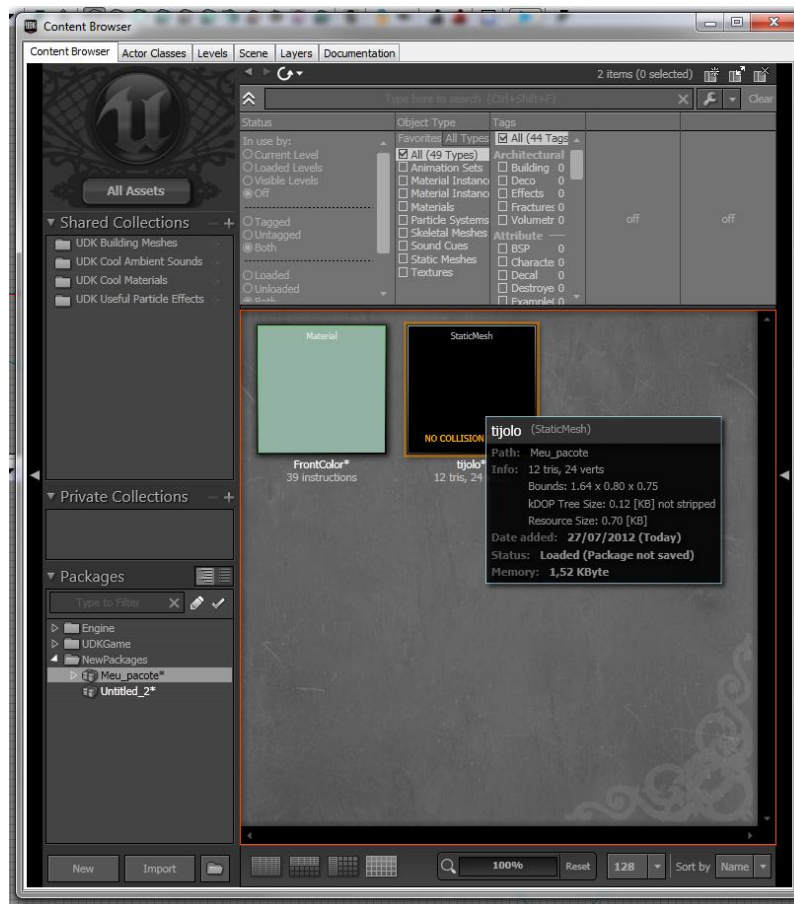 Content Browser
Content Browser Actor Classes Levels Scene Layers Documentation
2 items (0 selected)
Type here to search (Ctrl+Shift+F)
Clear
All Assets
Shared Collections
UDK Building Meshes
UDK Cool Ambient Sounds
UDK Cool Materials
UDK Useful Particle Effects
Private Collections
Packages
Type to Filter
Engine
UDKGame
NewPackages
Meu_pacote*
Untitled_2*
New Import
Status
In use by:
Current Level
Loaded Levels
Visible Levels
Off
Tagged
Untagged
Both
Loaded
Unloaded
Both
Object Type
Favorites All Types
All (49 Types)
Animation Sets
Material Instanc
Material Instanc
Materials
Particle Systems
Skeletal Meshes
Sound Cues
Static Meshes
Textures
Tags
All (44 Tags
Architectural
Building 0
Deco 0
Effects 0
Fractures 0
Volumetr 0
Attribute
BSP 0
Characte 0
Decal 0
Destroye 0
Example( 0
off off
Material
FrontColor*
39 instructions
StaticMesh
NO COLLISION
tijolo*
12 tris, 24
tijolo (StaticMesh)
Path: Meu_pacote
Info: 12 tris, 24 verts
Bounds: 1.64 x 0.80 x 0.75
kDOP Tree Size: 0.12 [KB] not stripped
Resource Size: 0.70 [KB]
Date added: 27/07/2012 (Today)
Status: Loaded (Package not saved)
Memory: 1,52 KByte
100% Reset 128 Sort by Name